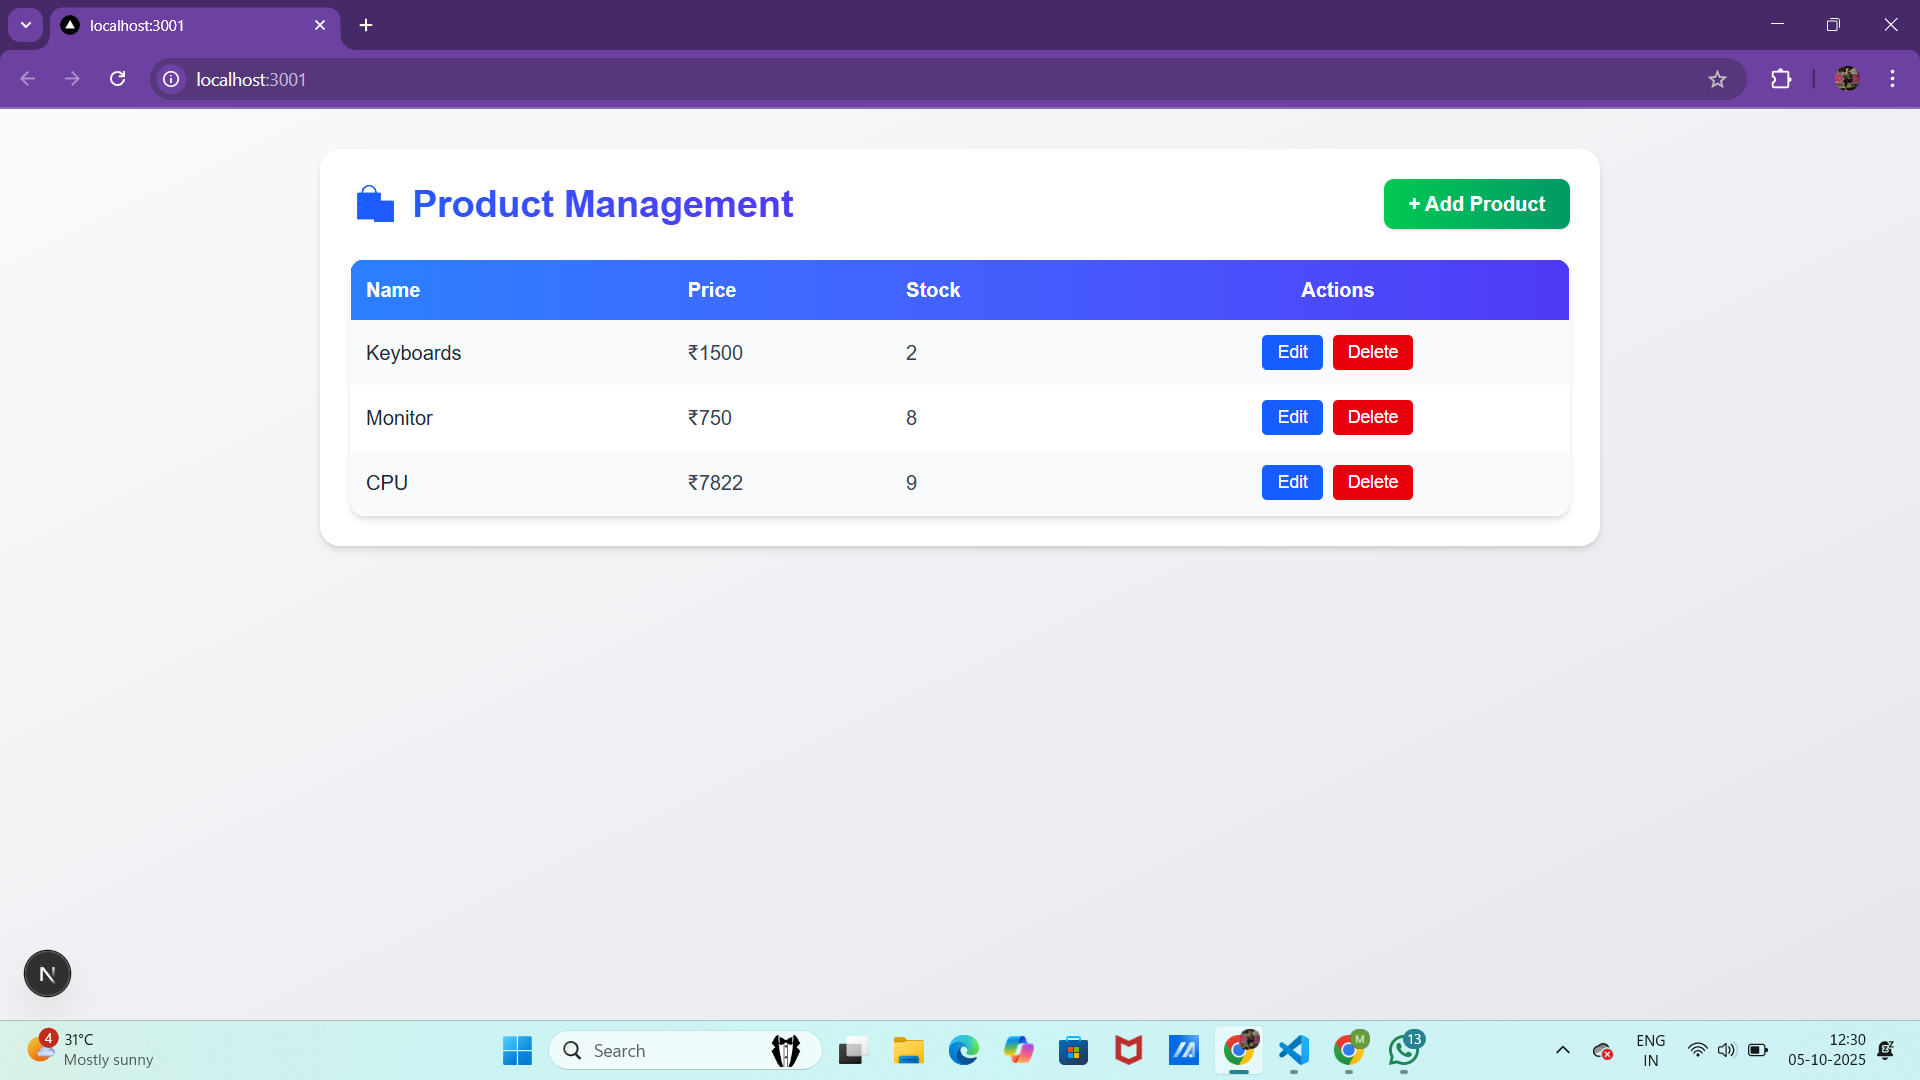 localhost:3001
localhost:3001
Product Management
+ Add Product
Name Price Stock Actions
Keyboards ₹1500 2 Edit Delete
Monitor ₹750 8 Edit Delete
CPU ₹7822 9 Edit Delete
N
4
31°C
Mostly sunny
Search
M
13
ENG
IN
12:30
05-10-2025